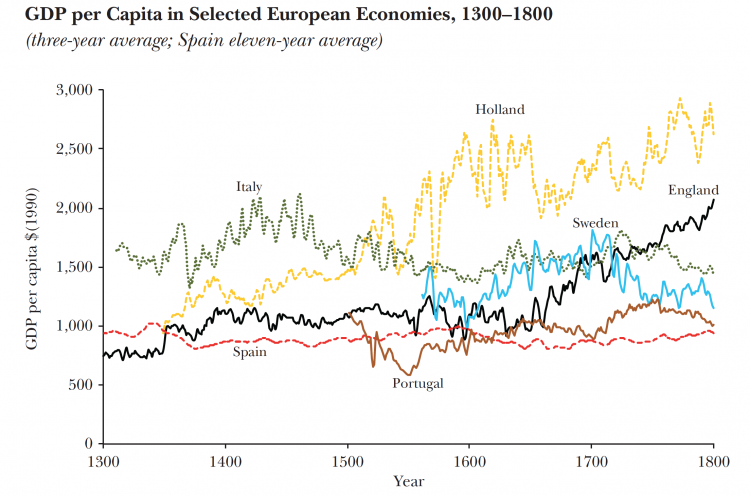 GDP per Capita in Selected European Economies, 1300–1800
(three-year average; Spain eleven-year average)
GDP per capita $(1990)
3,000
2,500
2,000
1,500
1,000
500
0
Holland
Italy
England
Sweden
Spain
Portugal
1300
1400
1500
1600
1700
1800
Year